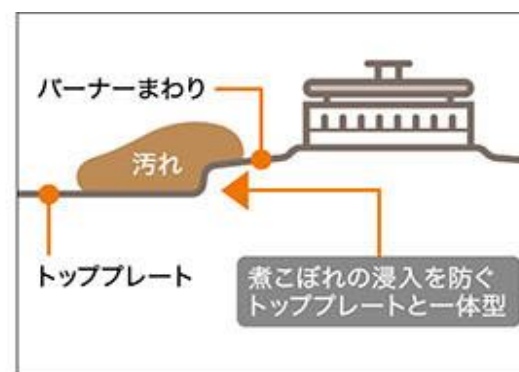 バーナーまわり
汚れ
トッププレート
煮こぼれの浸入を防ぐ
トッププレートと一体型